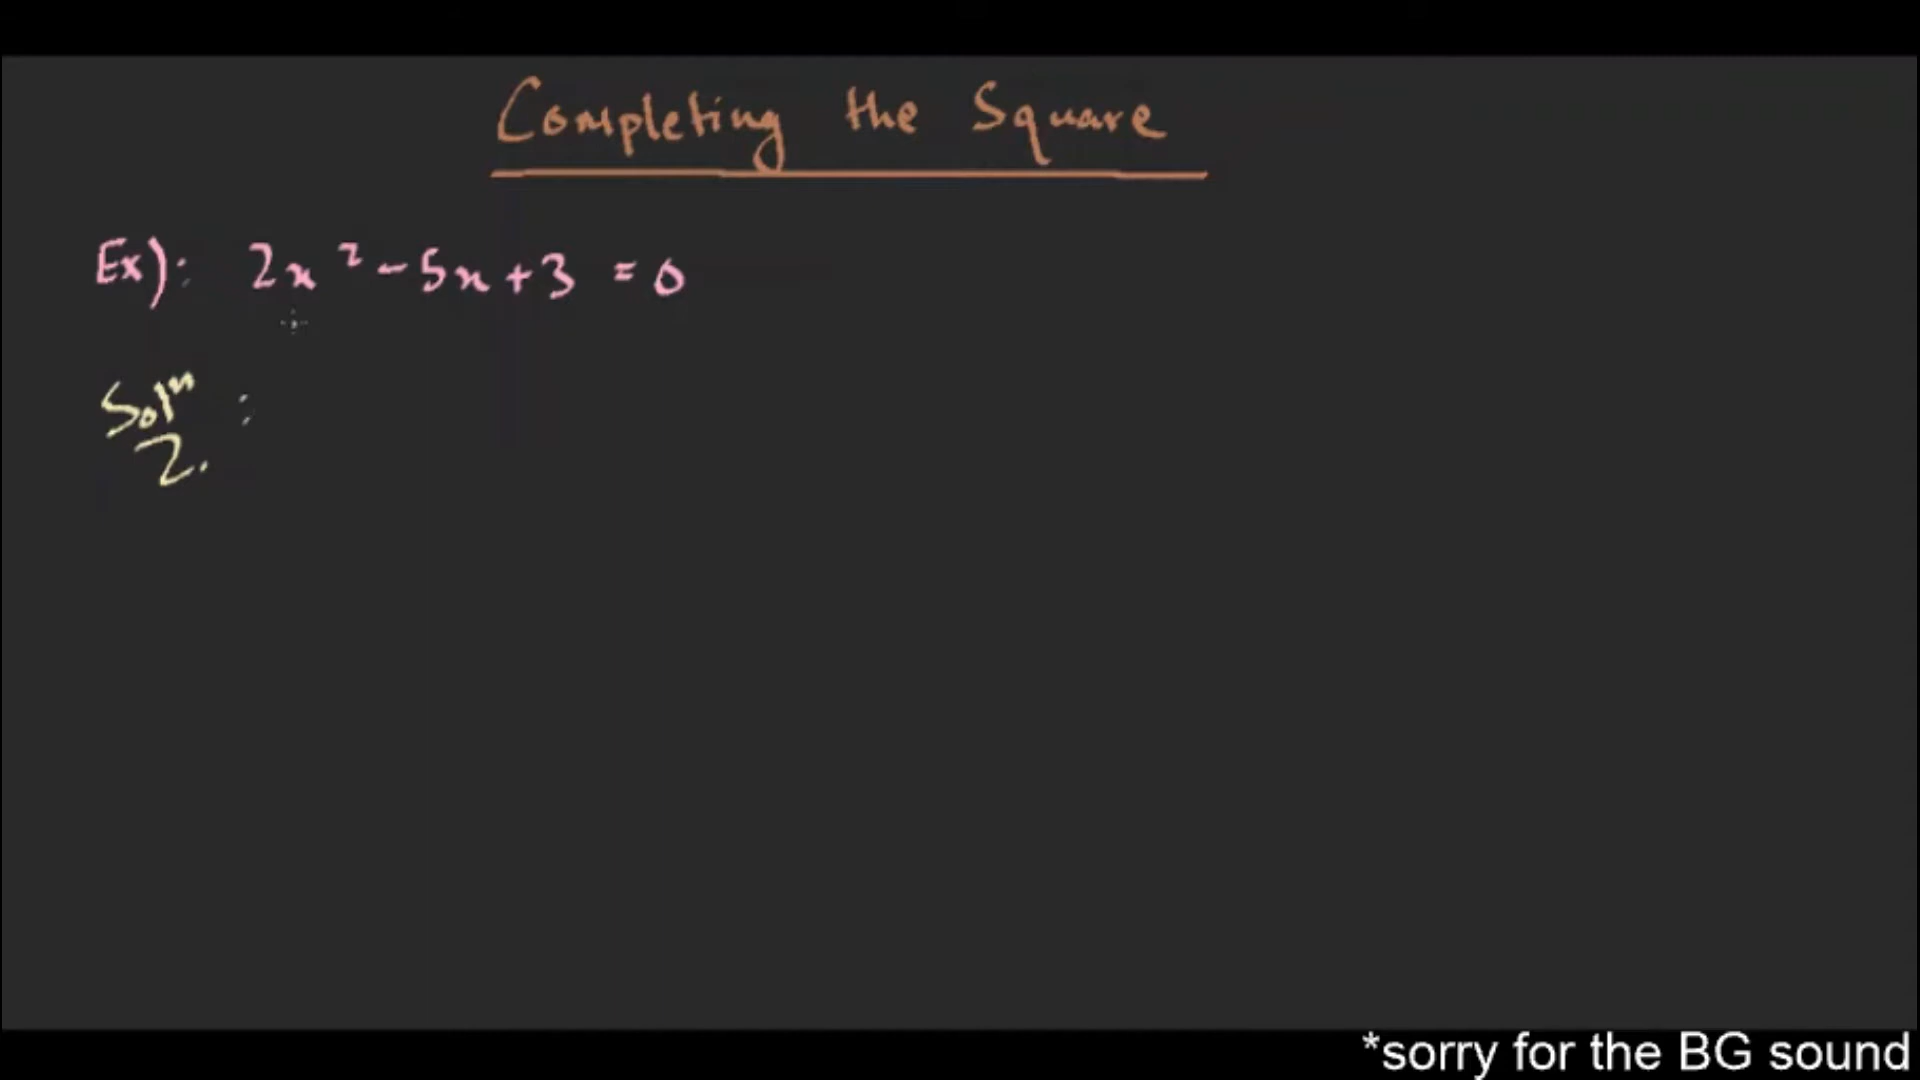 Completing the Square
Ex): 2x² - 5x + 3 = 0
Solⁿ :
2.
*sorry for the BG sound